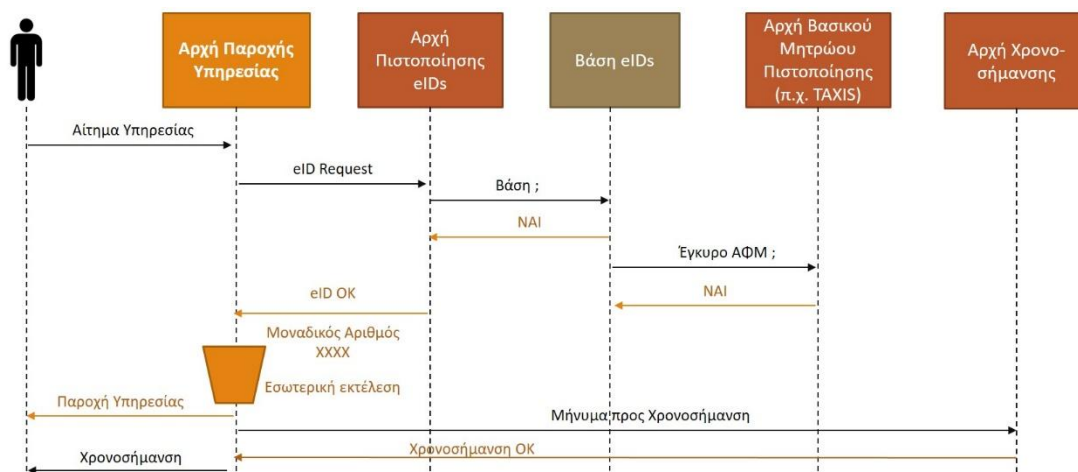 Αρχή Παροχής
Υπηρεσίας
Αρχή
Πιστοποίησης
eIDs
Βάση eIDs
Αρχή Βασικού
Μητρώου
Πιστοποίησης
(π.χ. TAXIS)
Αρχή Χρονο-
σήμανσης
Αίτημα Υπηρεσίας
eID Request
Βάση ;
ΝΑΙ
Έγκυρο ΑΦΜ ;
ΝΑΙ
eID OK
Μοναδικός Αριθμός
XXXX
Εσωτερική εκτέλεση
Παροχή Υπηρεσίας
Μήνυμα προς Χρονοσήμανση
Χρονοσήμανση OK
Χρονοσήμανση